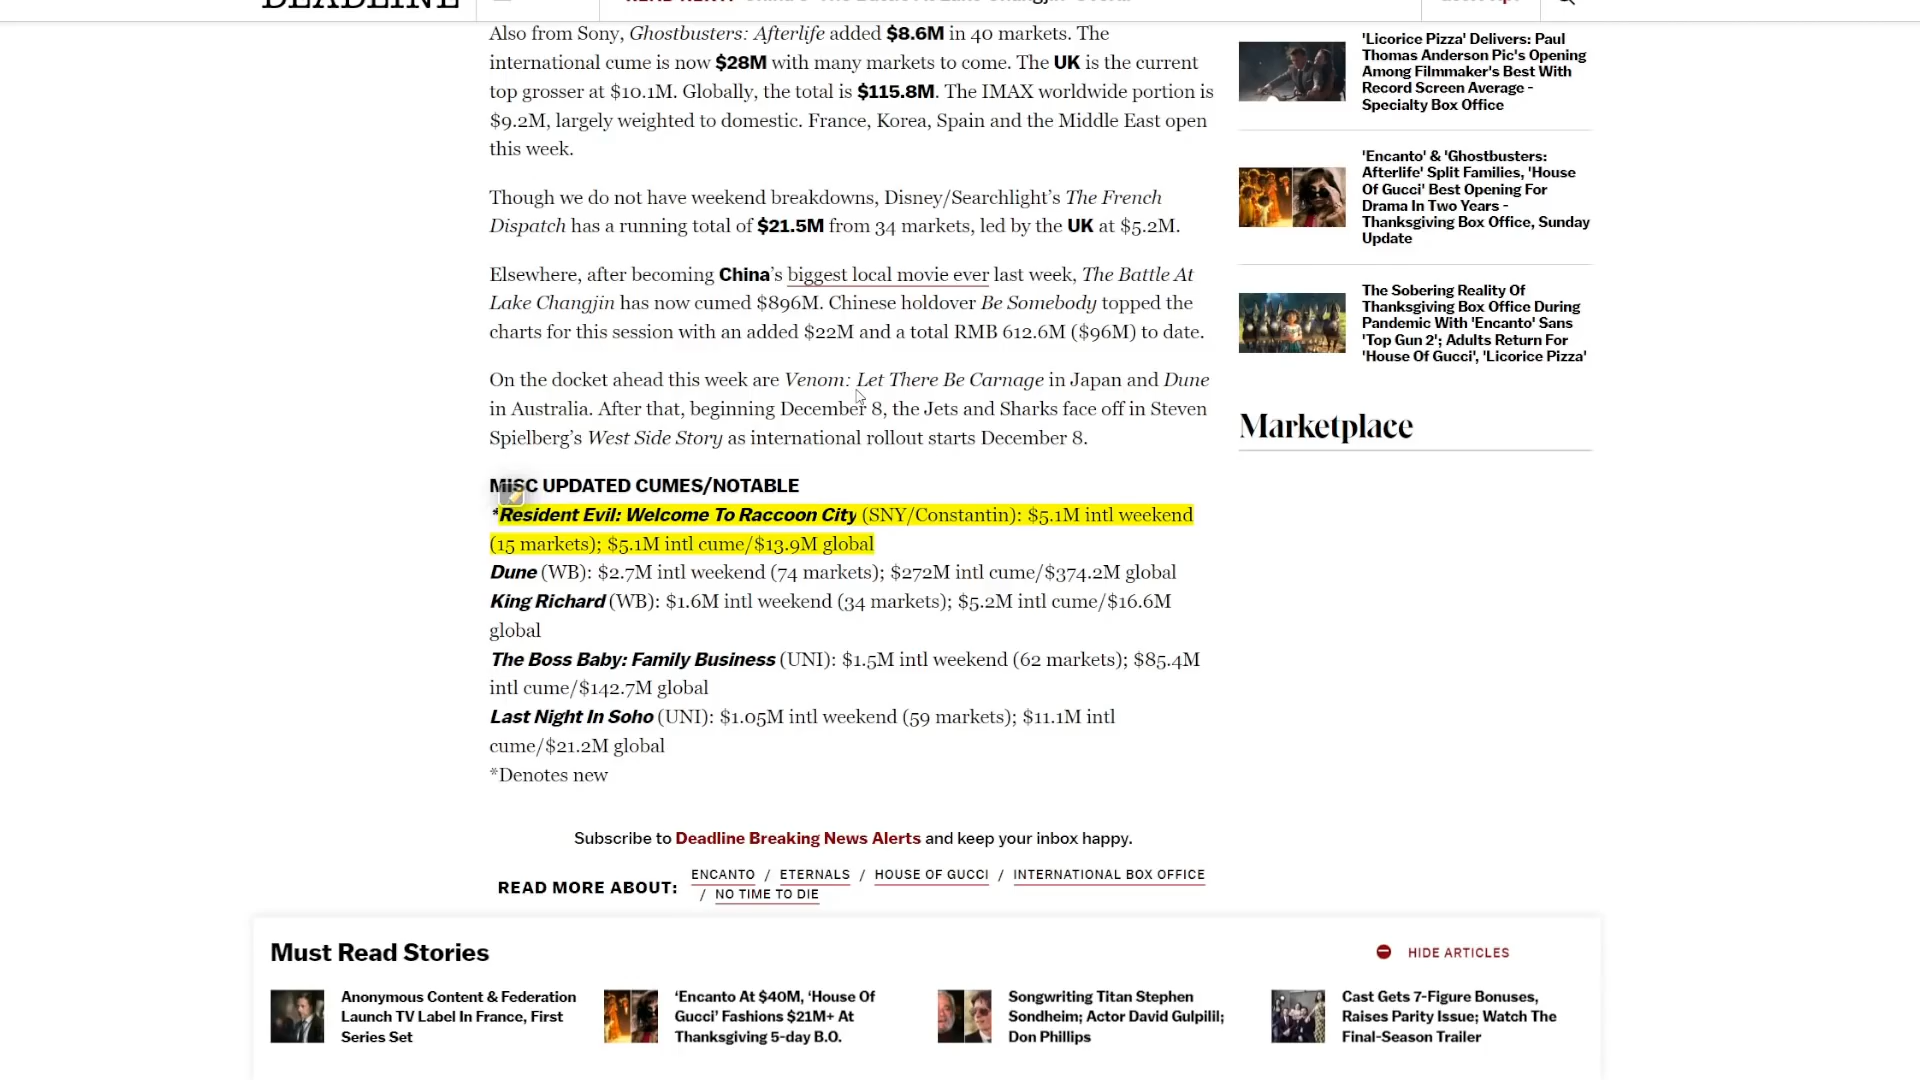 DEADLINE
Also from Sony, Ghostbusters: Afterlife added $8.6M in 40 markets. The
international cume is now $28M with many markets to come. The UK is the current
top grosser at $10.1M. Globally, the total is $115.8M. The IMAX worldwide portion is
$9.2M, largely weighted to domestic. France, Korea, Spain and the Middle East open
this week.
Though we do not have weekend breakdowns, Disney/Searchlight’s The French
Dispatch has a running total of $21.5M from 34 markets, led by the UK at $5.2M.
Elsewhere, after becoming China’s biggest local movie ever last week, The Battle At
Lake Changjin has now cumed $896M. Chinese holdover Be Somebody topped the
charts for this session with an added $22M and a total RMB 612.6M ($96M) to date.
On the docket ahead this week are Venom: Let There Be Carnage in Japan and Dune
in Australia. After that, beginning December 8, the Jets and Sharks face off in Steven
Spielberg’s West Side Story as international rollout starts December 8.
MISC UPDATED CUMES/NOTABLE
*Resident Evil: Welcome To Raccoon City (SNY/Constantin): $5.1M intl weekend
(15 markets); $5.1M intl cume/$13.9M global
Dune (WB): $2.7M intl weekend (74 markets); $272M intl cume/$374.2M global
King Richard (WB): $1.6M intl weekend (34 markets); $5.2M intl cume/$16.6M
global
The Boss Baby: Family Business (UNI): $1.5M intl weekend (62 markets); $85.4M
intl cume/$142.7M global
Last Night In Soho (UNI): $1.05M intl weekend (59 markets); $11.1M intl
cume/$21.2M global
*Denotes new
Subscribe to Deadline Breaking News Alerts and keep your inbox happy.
READ MORE ABOUT: ENCANTO / ETERNALS / HOUSE OF GUCCI / INTERNATIONAL BOX OFFICE
/ NO TIME TO DIE
'Licorice Pizza' Delivers: Paul
Thomas Anderson Pic's Opening
Among Filmmaker's Best With
Record Screen Average -
Specialty Box Office
'Encanto' & 'Ghostbusters:
Afterlife' Split Families, 'House
Of Gucci' Best Opening For
Drama In Two Years -
Thanksgiving Box Office, Sunday
Update
The Sobering Reality Of
Thanksgiving Box Office During
Pandemic With 'Encanto' Sans
'Top Gun 2'; Adults Return For
'House Of Gucci', 'Licorice Pizza'
Marketplace
Must Read Stories
HIDE ARTICLES
Anonymous Content & Federation
Launch TV Label In France, First
Series Set
‘Encanto At $40M, ‘House Of
Gucci’ Fashions $21M+ At
Thanksgiving 5-day B.O.
Songwriting Titan Stephen
Sondheim; Actor David Gulpilil;
Don Phillips
Cast Gets 7-Figure Bonuses,
Raises Parity Issue; Watch The
Final-Season Trailer